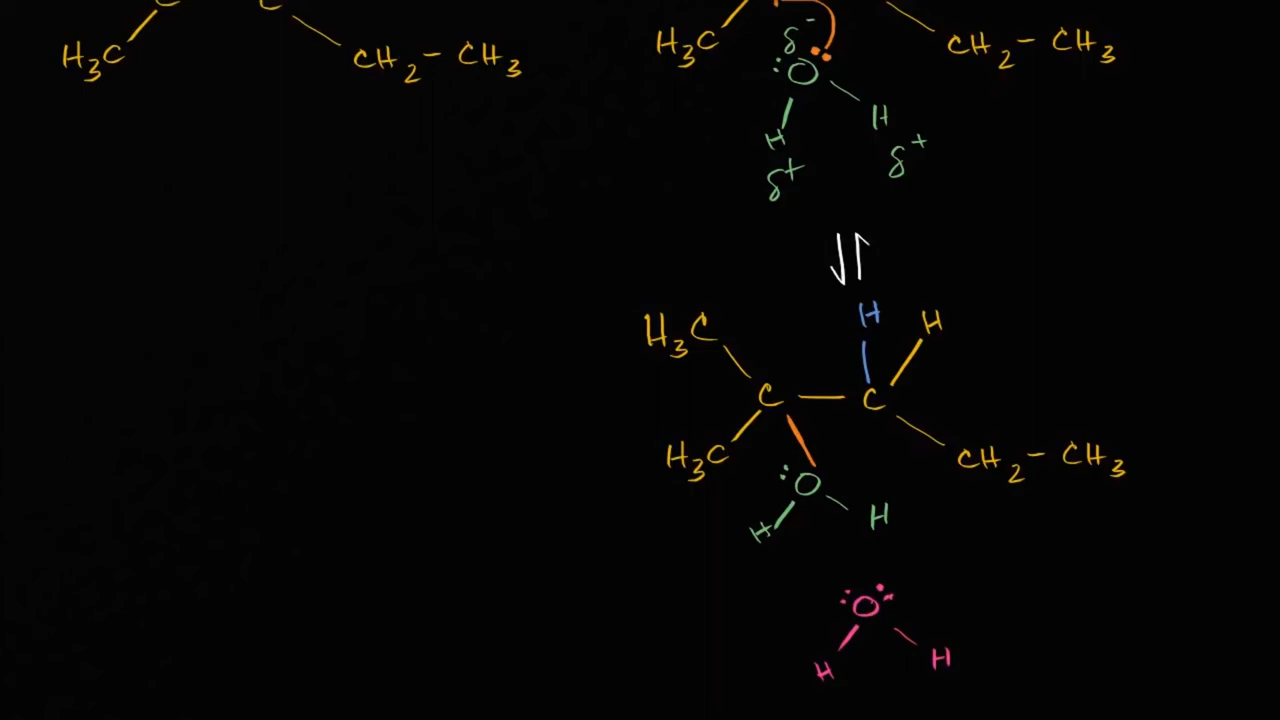 H₃C CH₂ – CH₃ H₃C δ⁻ CH₂ – CH₃
:O:
H H
δ⁺ δ⁺
H H
H₃C
C — C
H₃C CH₂ – CH₃
:O
H H
:O:
H H